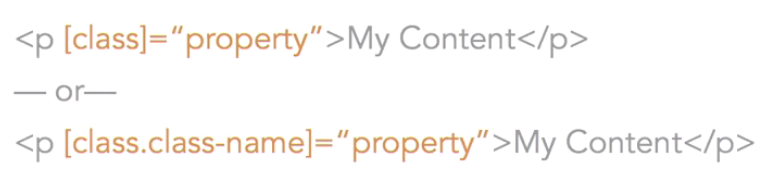 <p [class]=“property”>My Content</p>
— or—
<p [class.class-name]=“property”>My Content</p>